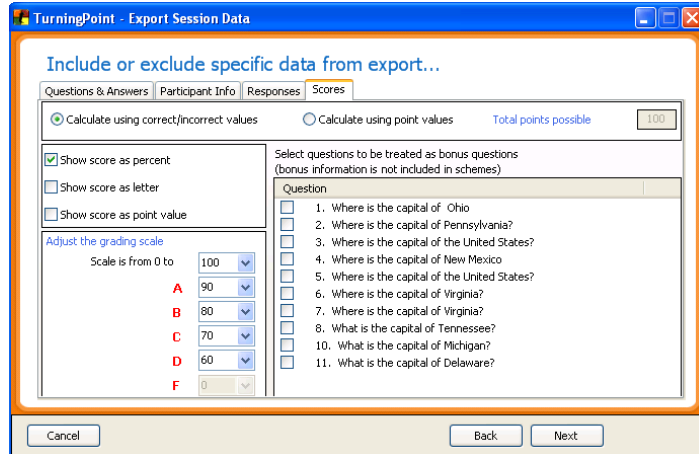 TurningPoint - Export Session Data
Include or exclude specific data from export...
Questions & Answers Participant Info Responses Scores
Calculate using correct/incorrect values Calculate using point values Total points possible 100
Show score as percent
Show score as letter
Show score as point value
Adjust the grading scale
Scale is from 0 to 100
A 90
B 80
C 70
D 60
F 0
Select questions to be treated as bonus questions
(bonus information is not included in schemes)
Question
1. Where is the capital of Ohio
2. Where is the capital of Pennsylvania?
3. Where is the capital of the United States?
4. Where is the capital of New Mexico
5. Where is the capital of the United States?
6. Where is the capital of Virginia?
7. Where is the capital of Virginia?
8. What is the capital of Tennessee?
10. What is the capital of Michigan?
11. What is the capital of Delaware?
Cancel Back Next